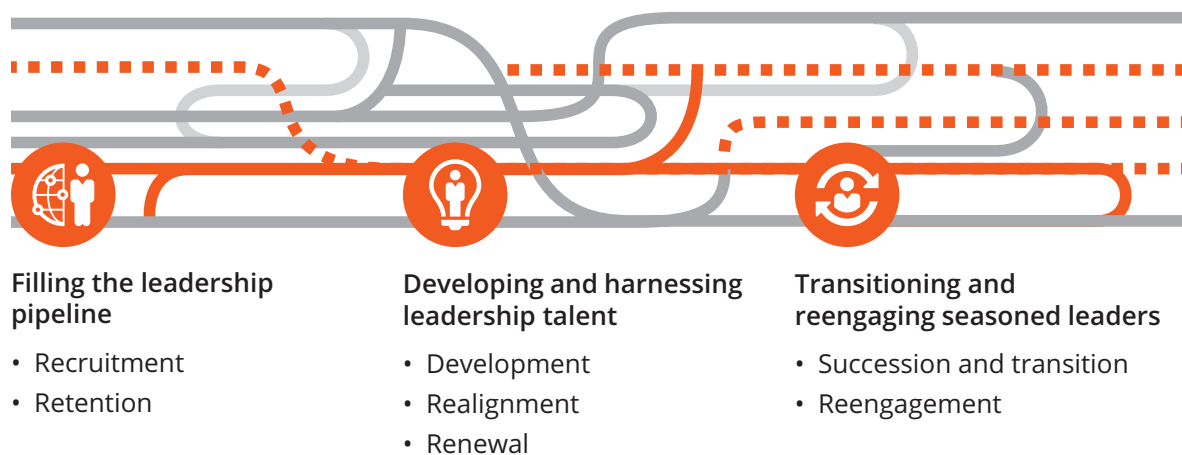 Filling the leadership
pipeline
• Recruitment
• Retention
Developing and harnessing
leadership talent
• Development
• Realignment
• Renewal
Transitioning and
reengaging seasoned leaders
• Succession and transition
• Reengagement